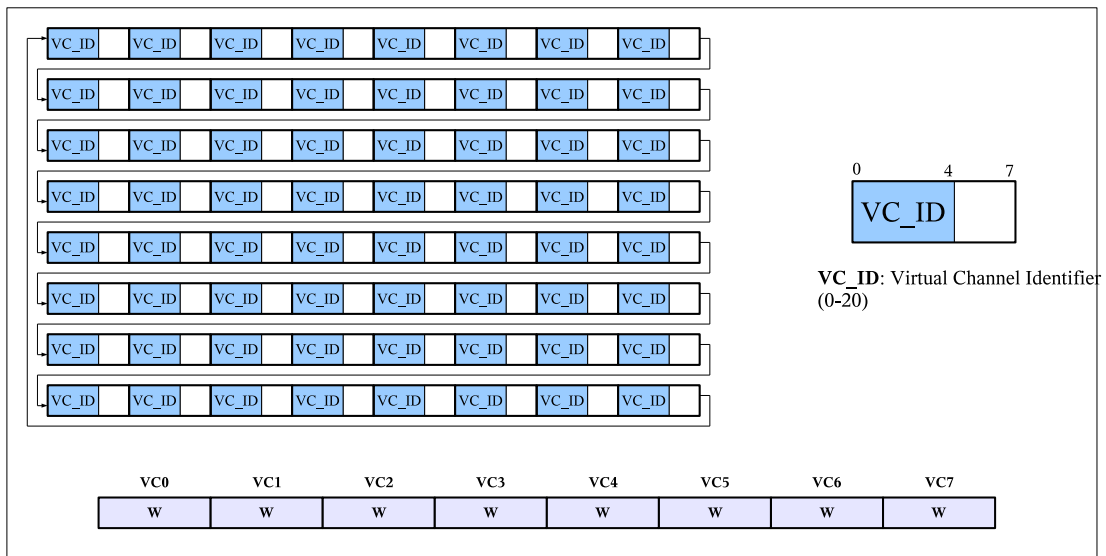 VC_ID VC_ID VC_ID VC_ID VC_ID VC_ID VC_ID VC_ID
VC_ID VC_ID VC_ID VC_ID VC_ID VC_ID VC_ID VC_ID
VC_ID VC_ID VC_ID VC_ID VC_ID VC_ID VC_ID VC_ID
VC_ID VC_ID VC_ID VC_ID VC_ID VC_ID VC_ID VC_ID
VC_ID VC_ID VC_ID VC_ID VC_ID VC_ID VC_ID VC_ID
VC_ID VC_ID VC_ID VC_ID VC_ID VC_ID VC_ID VC_ID
VC_ID VC_ID VC_ID VC_ID VC_ID VC_ID VC_ID VC_ID
VC_ID VC_ID VC_ID VC_ID VC_ID VC_ID VC_ID VC_ID
0 4 7
VC_ID
VC_ID: Virtual Channel Identifier
(0-20)
VC0 VC1 VC2 VC3 VC4 VC5 VC6 VC7
W W W W W W W W